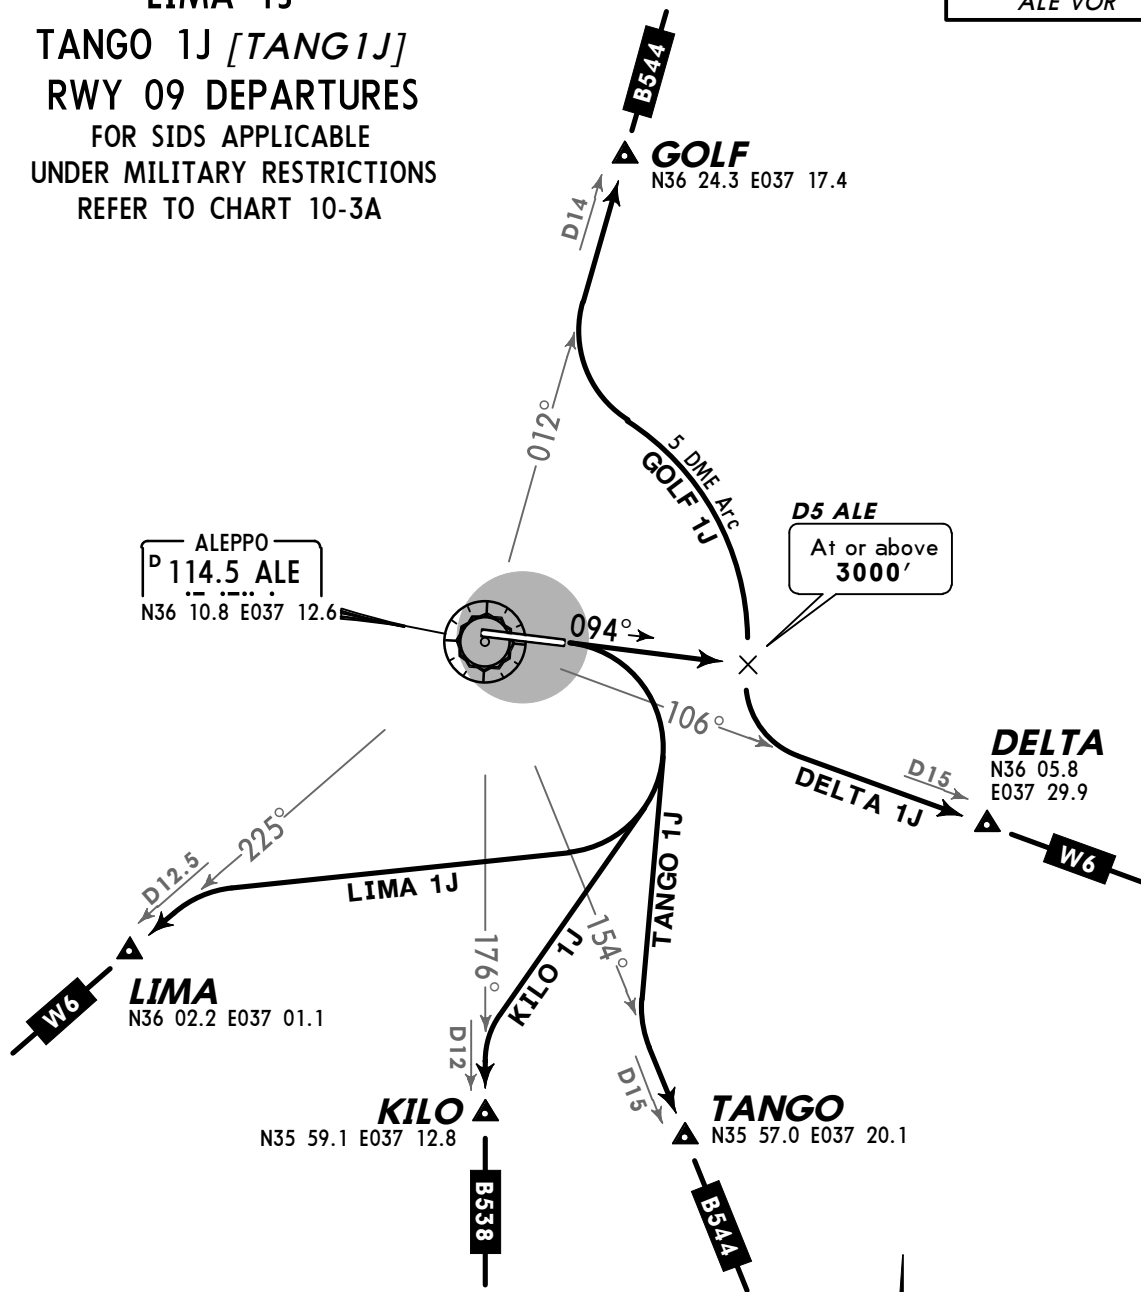 LIMA 1J
ALE VOR
TANGO 1J [TANG1J]
RWY 09 DEPARTURES
FOR SIDS APPLICABLE
UNDER MILITARY RESTRICTIONS
REFER TO CHART 10-3A
B544
GOLF
N36 24.3 E037 17.4
D14
012°
5 DME Arc
GOLF 1J
D5 ALE
At or above
3000'
ALEPPO
D 114.5 ALE
N36 10.8 E037 12.6
094°
106°
DELTA
N36 05.8
E037 29.9
D15
DELTA 1J
W6
225°
D12.5
LIMA 1J
TANGO 1J
154°
KILO 1J
176°
LIMA
N36 02.2 E037 01.1
W6
D12
D15
KILO
N35 59.1 E037 12.8
TANGO
N35 57.0 E037 20.1
B538
B544